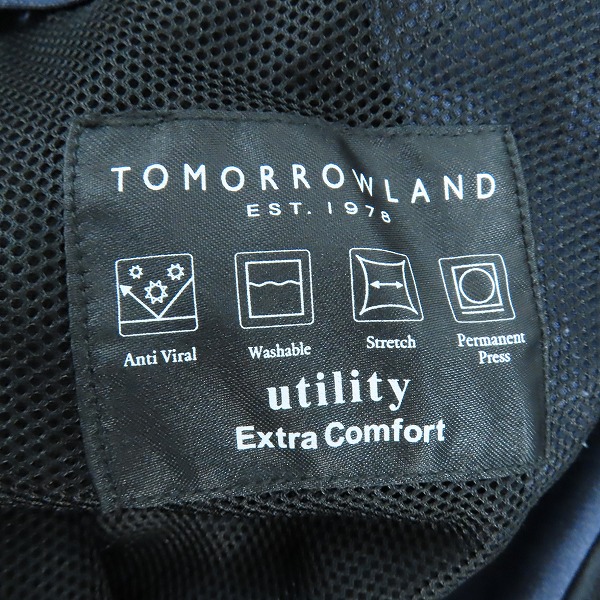 TOMORROWLAND
EST. 1978
Anti Viral
Washable
Stretch
Permanent
Press
utility
Extra Comfort